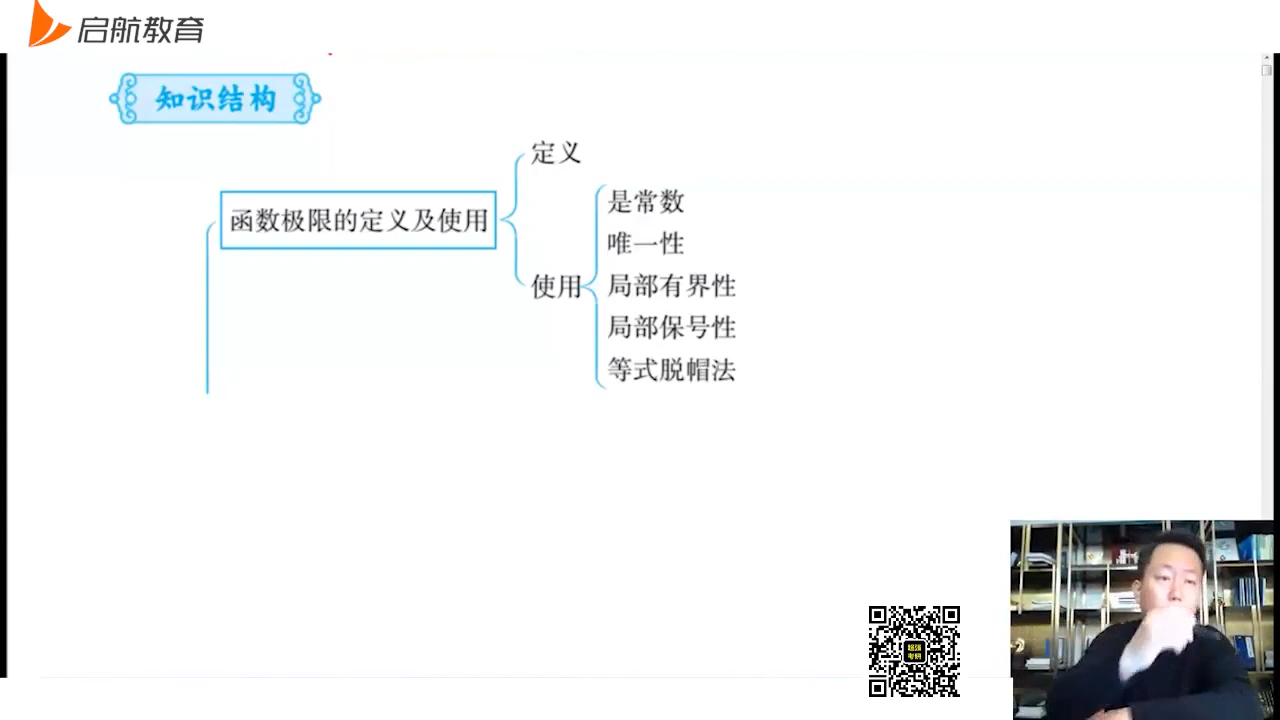 启航教育
知识结构
定义
函数极限的定义及使用
是常数
唯一性
使用
局部有界性
局部保号性
等式脱帽法